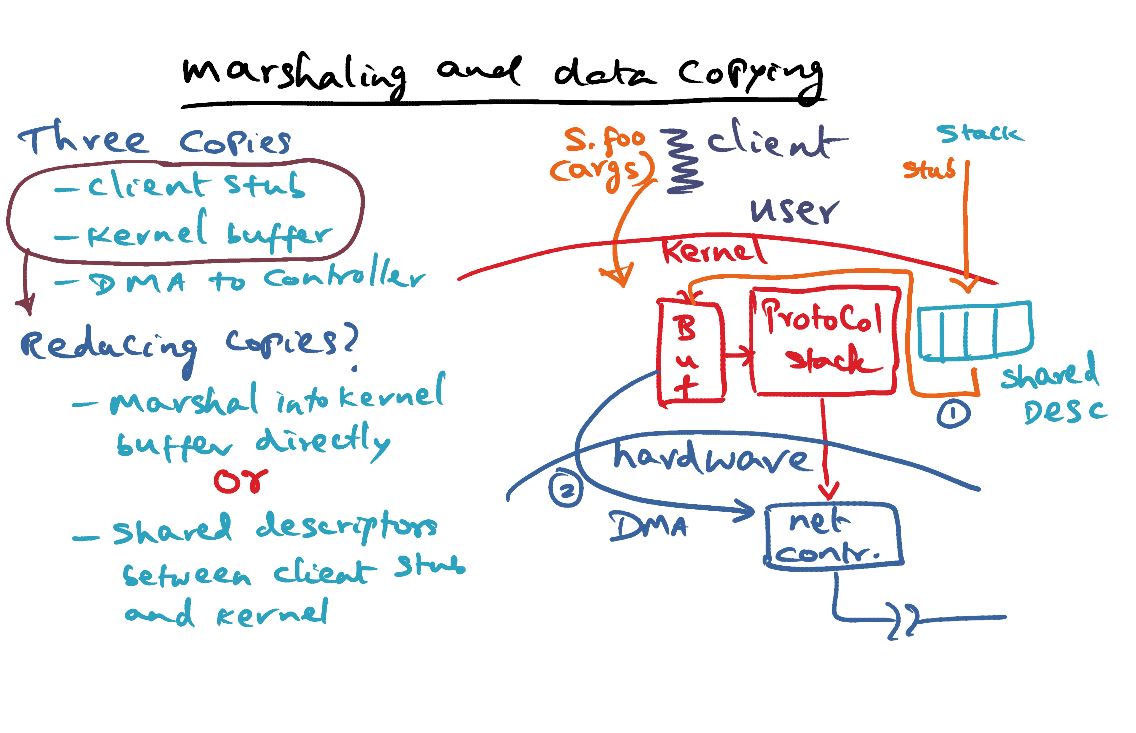 marshaling and data copying
Three copies
- client stub
- kernel buffer
- DMA to controller
Reducing copies?
- Marshal into kernel
buffer directly
or
- Shared descriptors
between client stub
and kernel
S.foo
(args)
client
user
Kernel
Stack
stub
Buf
Protocol
stack
shared
DESC
1
hardware
2
DMA
net
contr.